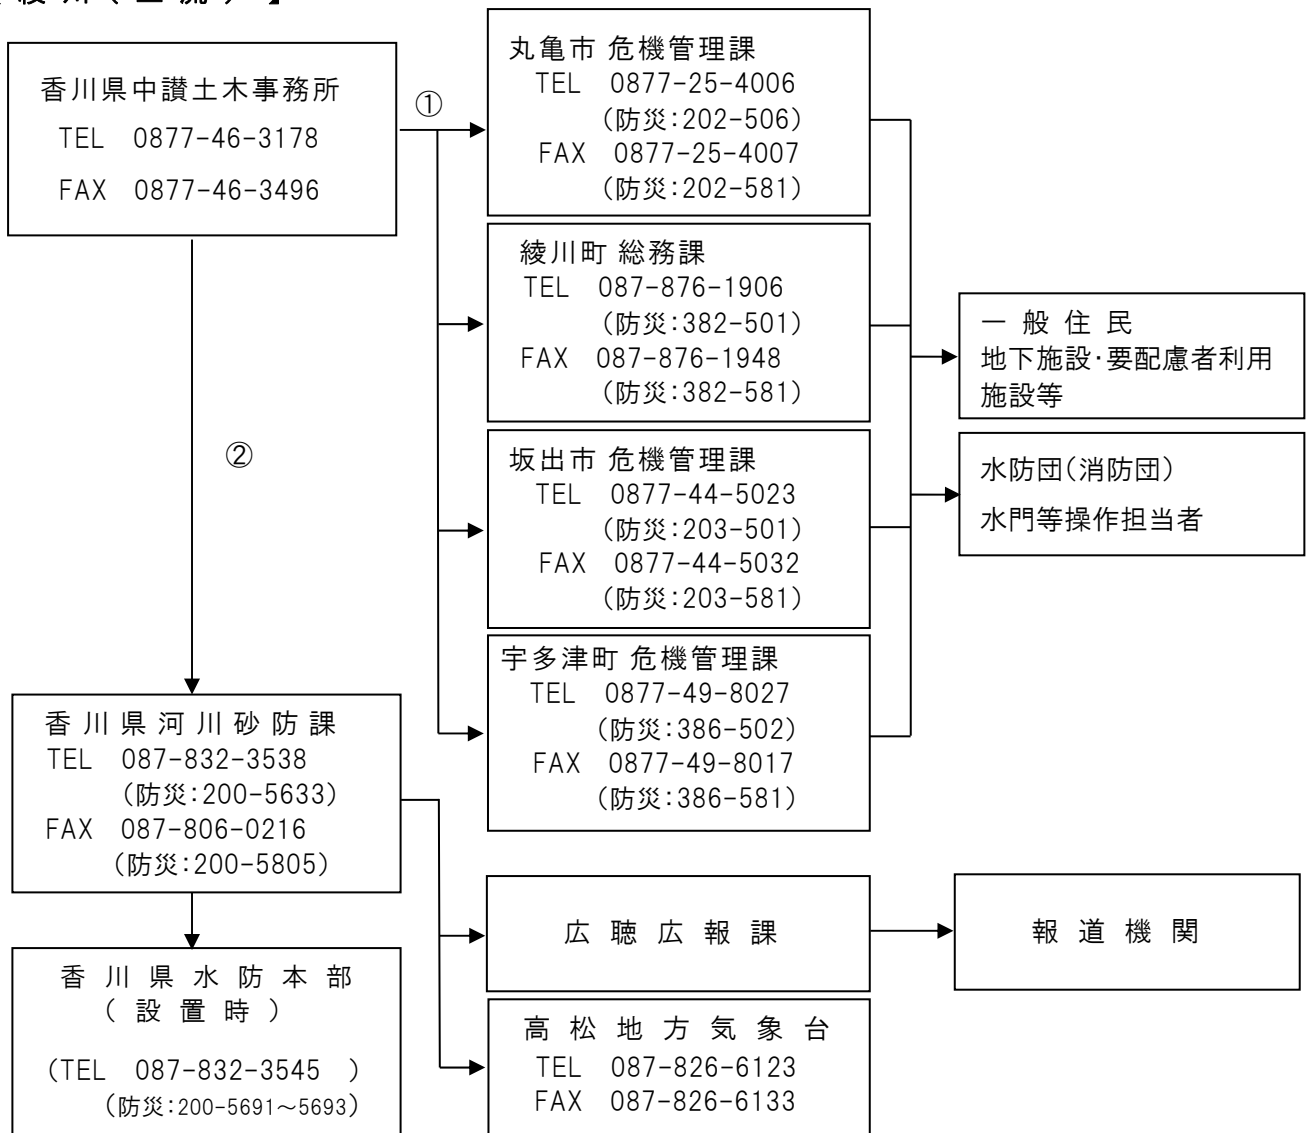 香川県中讃土木事務所
TEL 0877-46-3178
FAX 0877-46-3496
①
②
丸亀市 危機管理課
TEL 0877-25-4006
(防災:202-506)
FAX 0877-25-4007
(防災:202-581)
綾川町 総務課
TEL 087-876-1906
(防災:382-501)
FAX 087-876-1948
(防災:382-581)
坂出市 危機管理課
TEL 0877-44-5023
(防災:203-501)
FAX 0877-44-5032
(防災:203-581)
宇多津町 危機管理課
TEL 0877-49-8027
(防災:386-502)
FAX 0877-49-8017
(防災:386-581)
一般住民
地下施設・要配慮者利用
施設等
水防団(消防団)
水門等操作担当者
香川県河川砂防課
TEL 087-832-3538
(防災:200-5633)
FAX 087-806-0216
(防災:200-5805)
香川県水防本部
(設置時)
(TEL 087-832-3545 )
(防災:200-5691～5693)
広聴広報課
報道機関
高松地方気象台
TEL 087-826-6123
FAX 087-826-6133